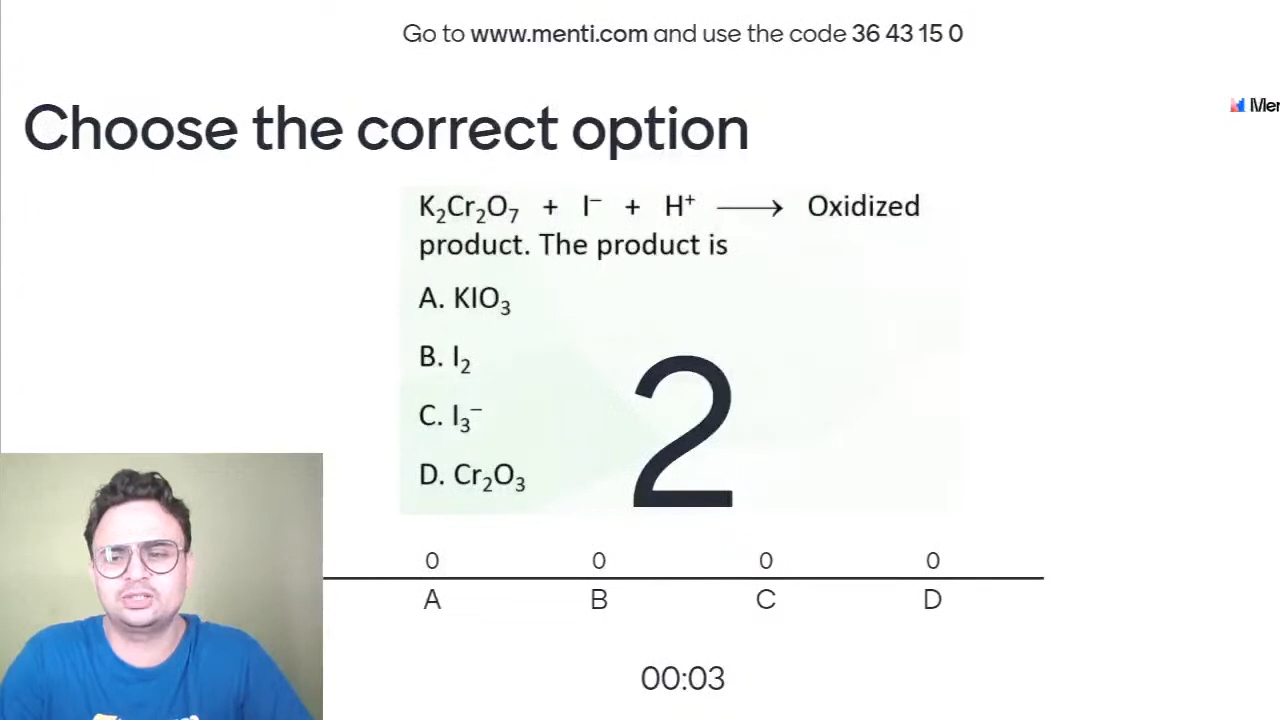 Go to www.menti.com and use the code 36 43 15 0
Choose the correct option
K₂Cr₂O₇ + I⁻ + H⁺ ⟶ Oxidized
product. The product is
A. KIO₃
B. I₂
C. I₃⁻
D. Cr₂O₃
2
0 0 0 0
A B C D
00:03